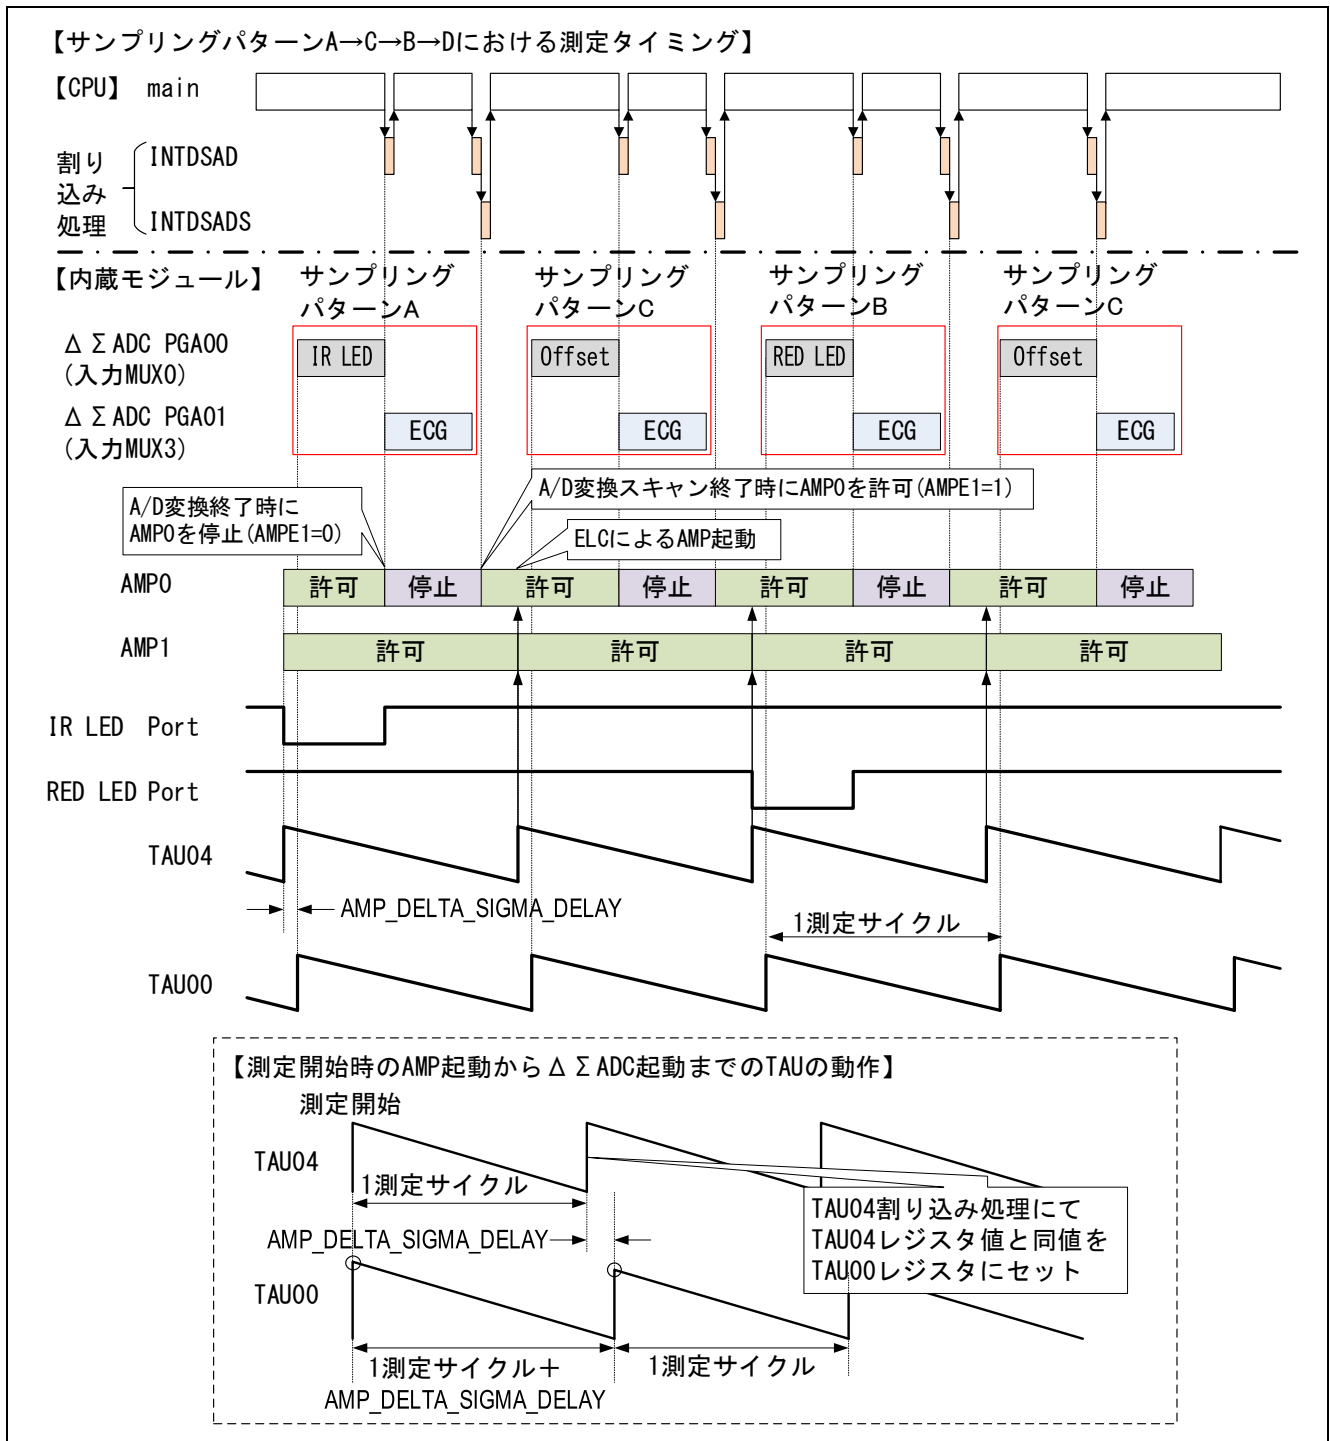 【サンプリングパターンA→C→B→Dにおける測定タイミング】
【CPU】 main
割り
込み
処理
INTDSAD
INTDSADS
【内蔵モジュール】
サンプリング
パターンA
サンプリング
パターンC
サンプリング
パターンB
サンプリング
パターンC
ΔΣADC PGA00
(入力MUX0)
IR LED
Offset
RED LED
Offset
ΔΣADC PGA01
(入力MUX3)
ECG
ECG
ECG
ECG
A/D変換終了時に
AMP0を停止(AMPE1=0)
A/D変換スキャン終了時にAMP0を許可(AMPE1=1)
ELCによるAMP起動
AMP0
許可
停止
許可
停止
許可
停止
許可
停止
AMP1
許可
許可
許可
許可
IR LED Port
RED LED Port
TAU04
AMP_DELTA_SIGMA_DELAY
1測定サイクル
TAU00
【測定開始時のAMP起動からΔΣADC起動までのTAUの動作】
測定開始
TAU04
1測定サイクル
AMP_DELTA_SIGMA_DELAY
TAU04割り込み処理にて
TAU04レジスタ値と同値を
TAU00レジスタにセット
TAU00
1測定サイクル＋
AMP_DELTA_SIGMA_DELAY
1測定サイクル